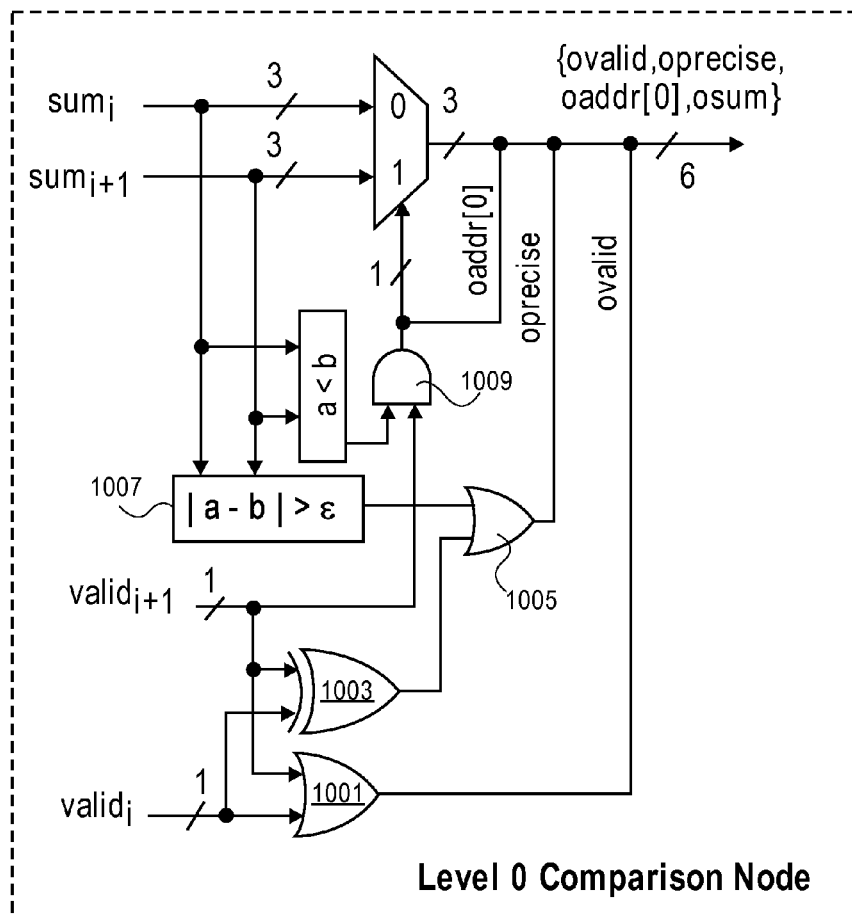 {ovalid,oprecise,
oaddr[0],osum}
sumᵢ
3
0
3
sumᵢ₊₁
3
1
6
1
oaddr[0]
oprecise
ovalid
a < b
1009
1007
| a - b | > ε
1005
validᵢ₊₁
1
1003
validᵢ
1
1001
Level 0 Comparison Node